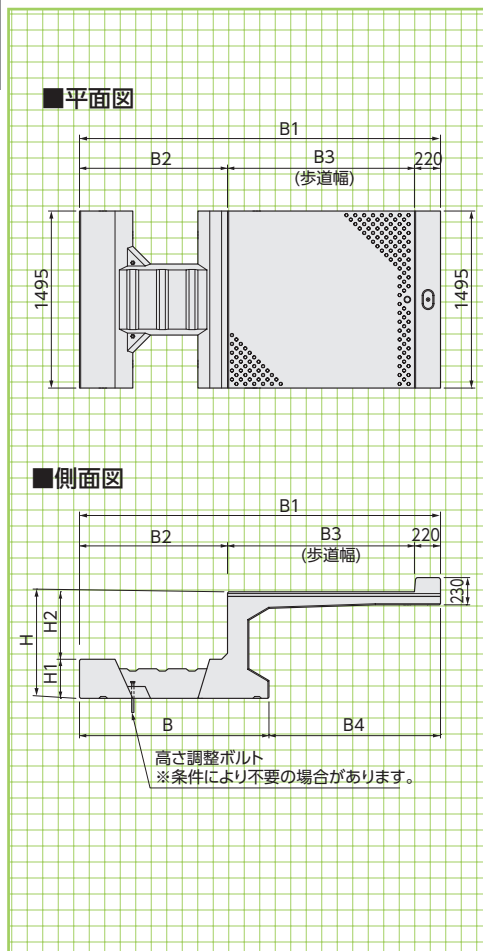 ■平面図
B1
B2
B3
220
(歩道幅)
1495
1495
■側面図
B1
B2
B3
220
(歩道幅)
230
H
H2
H1
B
B4
高さ調整ボルト
※条件により不要の場合があります。